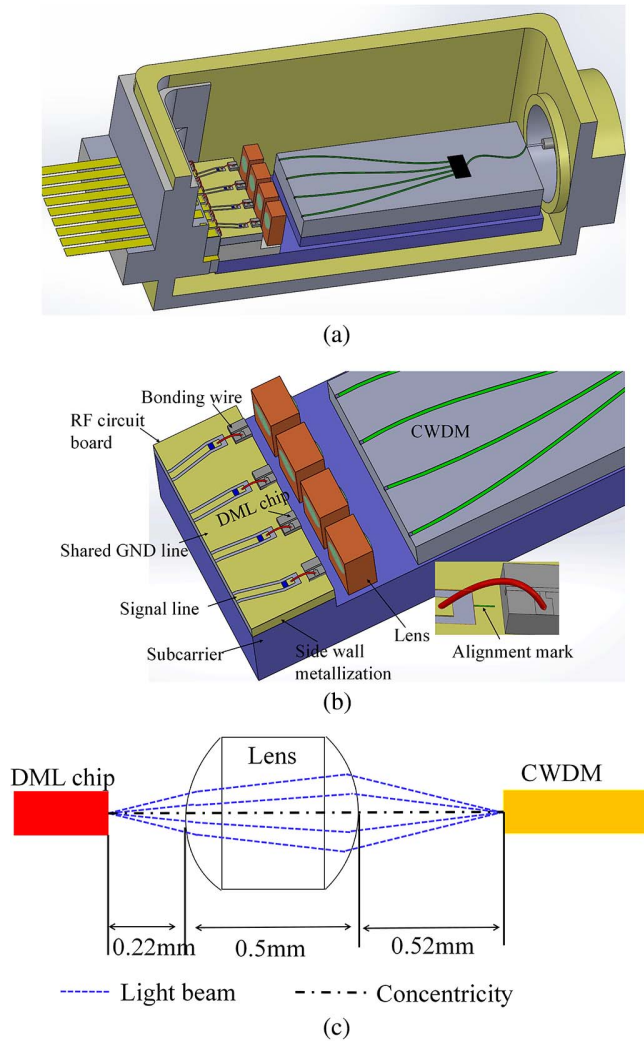 (a)
Bonding wire
RF circuit
board
CWDM
DML chip
Shared GND line
Signal line
Lens
Subcarrier
Side wall
metallization
Alignment mark
(b)
Lens
DML chip
CWDM
0.22mm
0.5mm
0.52mm
Light beam
Concentricity
(c)